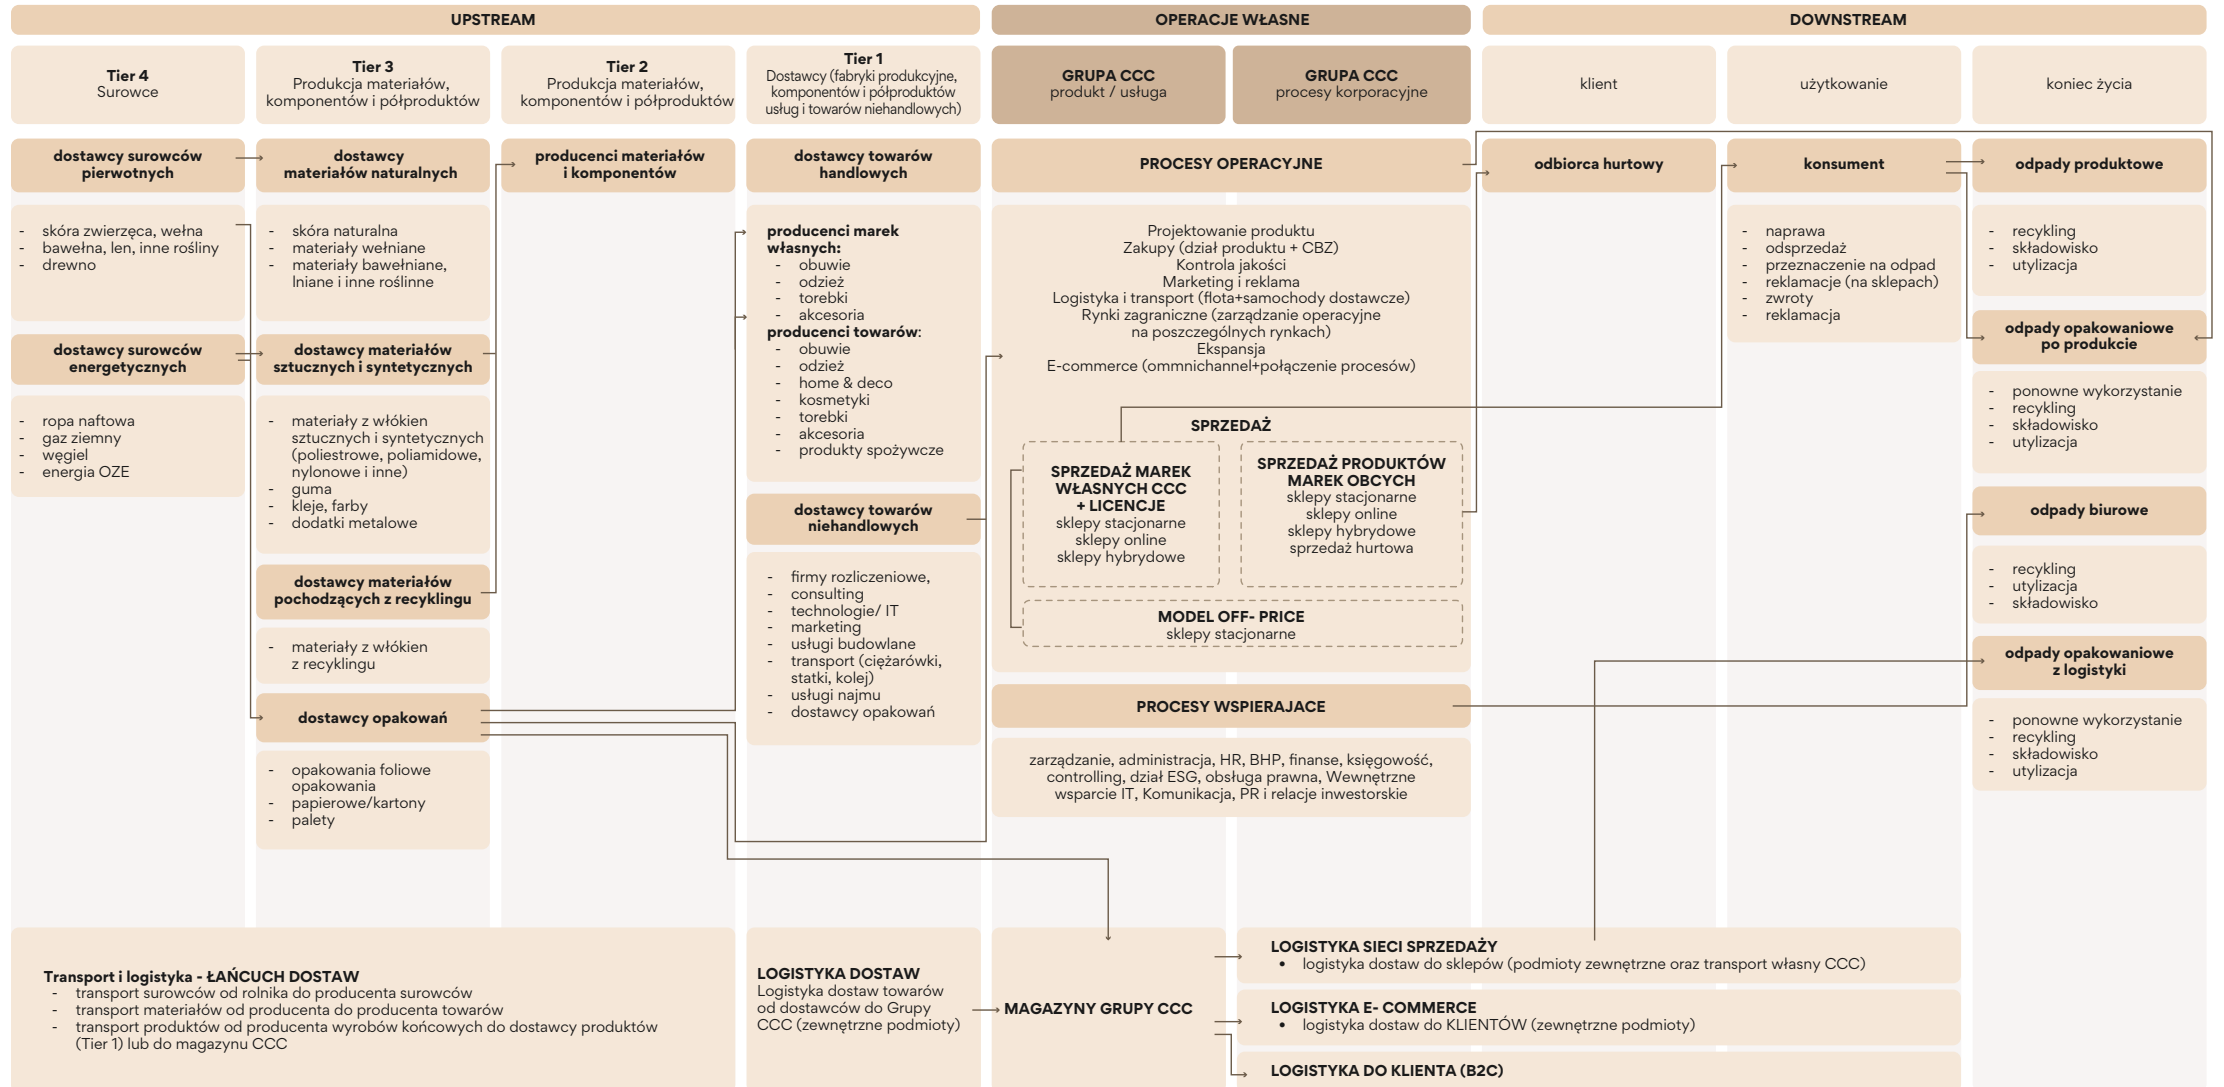 UPSTREAM
OPERACJE WŁASNE
DOWNSTREAM
Tier 4
Surowce
Tier 3
Produkcja materiałów,
komponentów i półproduktów
Tier 2
Produkcja materiałów,
komponentów i półproduktów
Tier 1
Dostawcy (fabryki produkcyjne,
komponentów i półproduktów
usług i towarów niehandlowych)
GRUPA CCC
produkt / usługa
GRUPA CCC
procesy korporacyjne
klient
użytkowanie
koniec życia
dostawcy surowców
pierwotnych
- skóra zwierzęca, wełna
- bawełna, len, inne rośliny
- drewno
dostawcy surowców
energetycznych
- ropa naftowa
- gaz ziemny
- węgiel
- energia OZE
dostawcy
materiałów naturalnych
- skóra naturalna
- materiały wełniane
- materiały bawełniane,
lniane i inne roślinne
dostawcy materiałów
sztucznych i syntetycznych
- materiały z włókien
sztucznych i syntetycznych
(poliestrowe, poliamidowe,
nylonowe i inne)
- guma
- kleje, farby
- dodatki metalowe
dostawcy materiałów
pochodzących z recyklingu
- materiały z włókien
z recyklingu
dostawcy opakowań
- opakowania foliowe
opakowania
- papierowe/kartony
- palety
producenci materiałów
i komponentów
dostawcy towarów
handlowych
producenci marek
własnych:
- obuwie
- odzież
- torebki
- akcesoria
producenci towarów:
- obuwie
- odzież
- home & deco
- kosmetyki
- torebki
- akcesoria
- produkty spożywcze
dostawcy towarów
niehandlowych
- firmy rozliczeniowe,
- consulting
- technologie/ IT
- marketing
- usługi budowlane
- transport (ciężarówki,
statki, kolej)
- usługi najmu
- dostawcy opakowań
PROCESY OPERACYJNE
Projektowanie produktu
Zakupy (dział produktu + CBZ)
Kontrola jakości
Marketing i reklama
Logistyka i transport (flota+samochody dostawcze)
Rynki zagraniczne (zarządzanie operacyjne
na poszczególnych rynkach)
Ekspansja
E-commerce (ommnichannel+połączenie procesów)
SPRZEDAŻ
SPRZEDAŻ MAREK
WŁASNYCH CCC
+ LICENCJE
sklepy stacjonarne
sklepy online
sklepy hybrydowe
SPRZEDAŻ PRODUKTÓW
MAREK OBCYCH
sklepy stacjonarne
sklepy online
sklepy hybrydowe
sprzedaż hurtowa
MODEL OFF- PRICE
sklepy stacjonarne
PROCESY WSPIERAJACE
zarządzanie, administracja, HR, BHP, finanse, księgowość,
controlling, dział ESG, obsługa prawna, Wewnętrzne
wsparcie IT, Komunikacja, PR i relacje inwestorskie
odbiorca hurtowy
konsument
- naprawa
- odsprzedaż
- przeznaczenie na odpad
- reklamacje (na sklepach)
- zwroty
- reklamacja
odpady produktowe
- recykling
- składowisko
- utylizacja
odpady opakowaniowe
po produkcie
- ponowne wykorzystanie
- recykling
- składowisko
- utylizacja
odpady biurowe
- recykling
- utylizacja
- składowisko
odpady opakowaniowe
z logistyki
- ponowne wykorzystanie
- recykling
- składowisko
- utylizacja
Transport i logistyka - ŁAŃCUCH DOSTAW
- transport surowców od rolnika do producenta surowców
- transport materiałów od producenta do producenta towarów
- transport produktów od producenta wyrobów końcowych do dostawcy produktów
(Tier 1) lub do magazynu CCC
LOGISTYKA DOSTAW
Logistyka dostaw towarów
od dostawców do Grupy
CCC (zewnętrzne podmioty)
MAGAZYNY GRUPY CCC
LOGISTYKA SIECI SPRZEDAŻY
• logistyka dostaw do sklepów (podmioty zewnętrzne oraz transport własny CCC)
LOGISTYKA E- COMMERCE
• logistyka dostaw do KLIENTÓW (zewnętrzne podmioty)
LOGISTYKA DO KLIENTA (B2C)